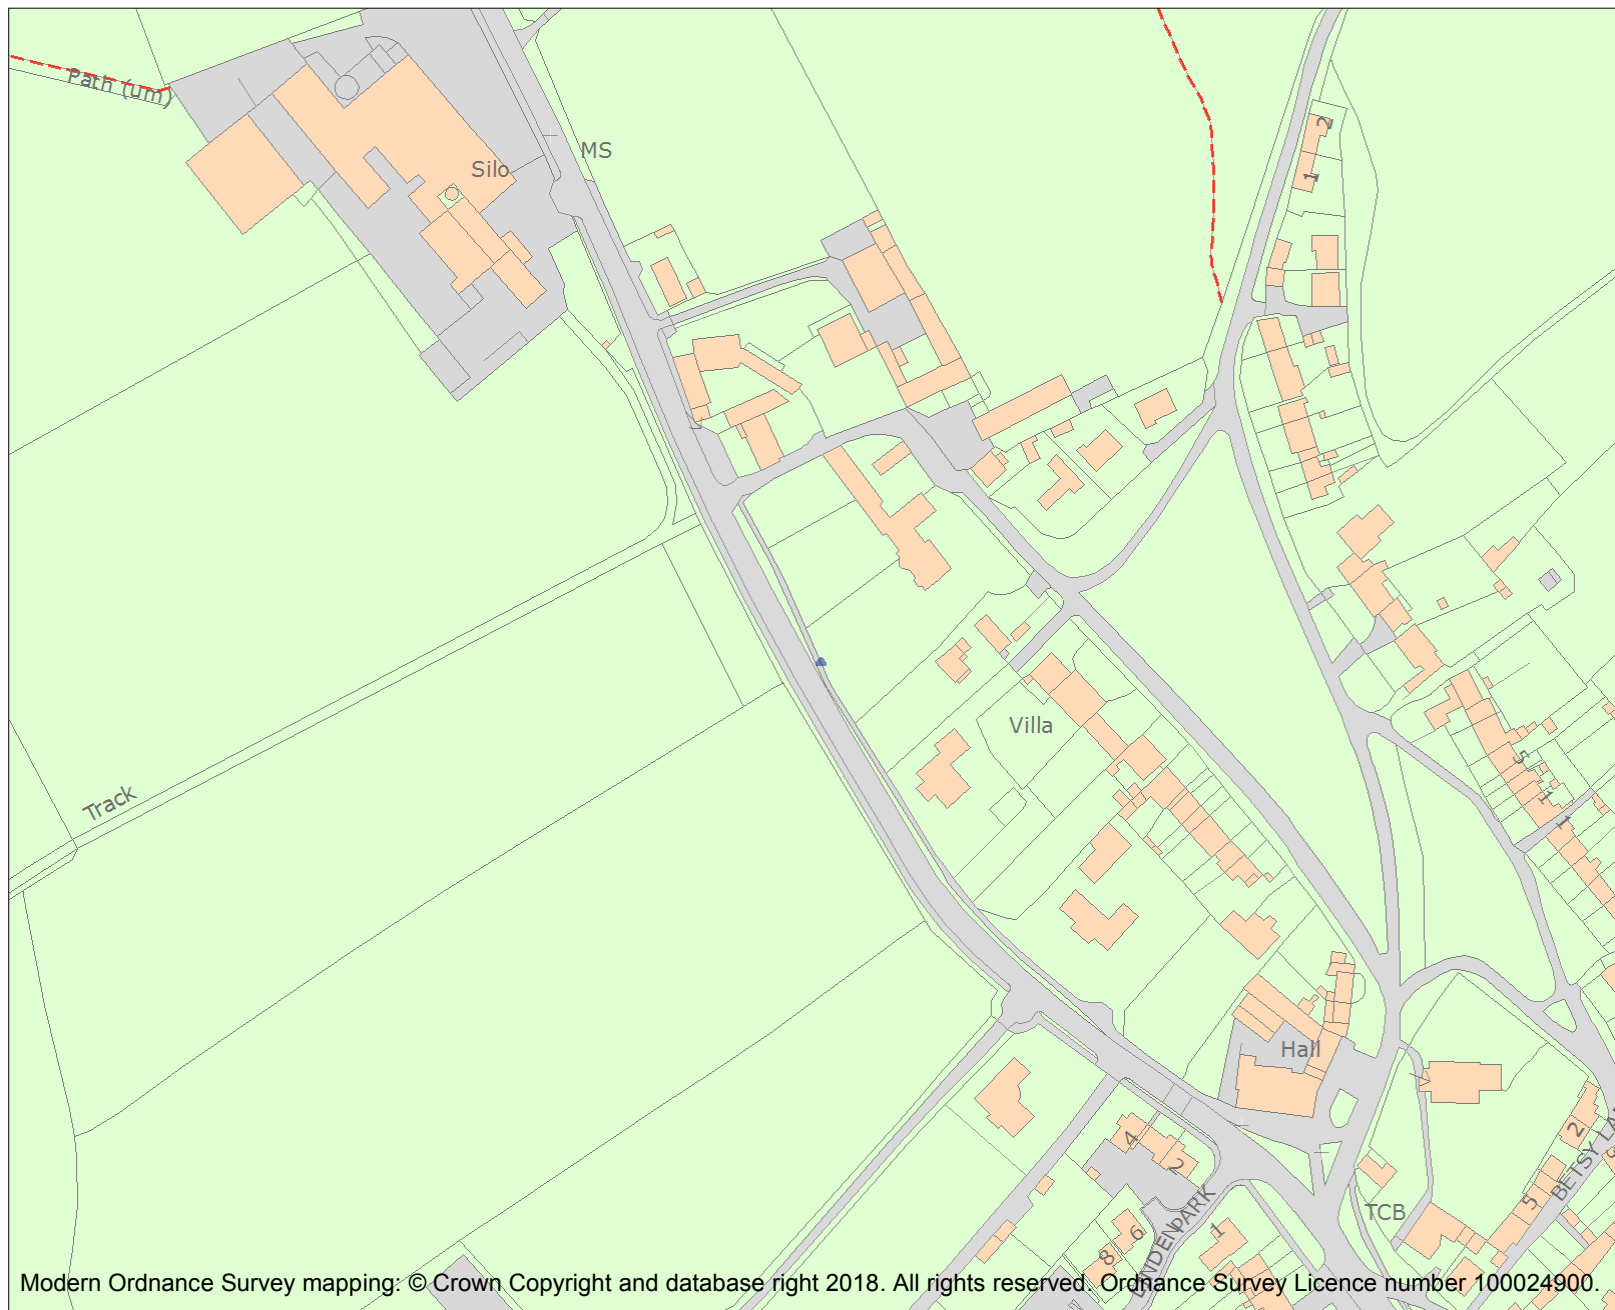 Path (um)
MS
Silo
2
1
Villa
5
1
1
Track
Hall
4
2
2
BETSY LA
5
TCB
LINDEN PARK
1
6
8
Modern Ordnance Survey mapping: © Crown Copyright and database right 2018. All rights reserved. Ordnance Survey Licence number 100024900.